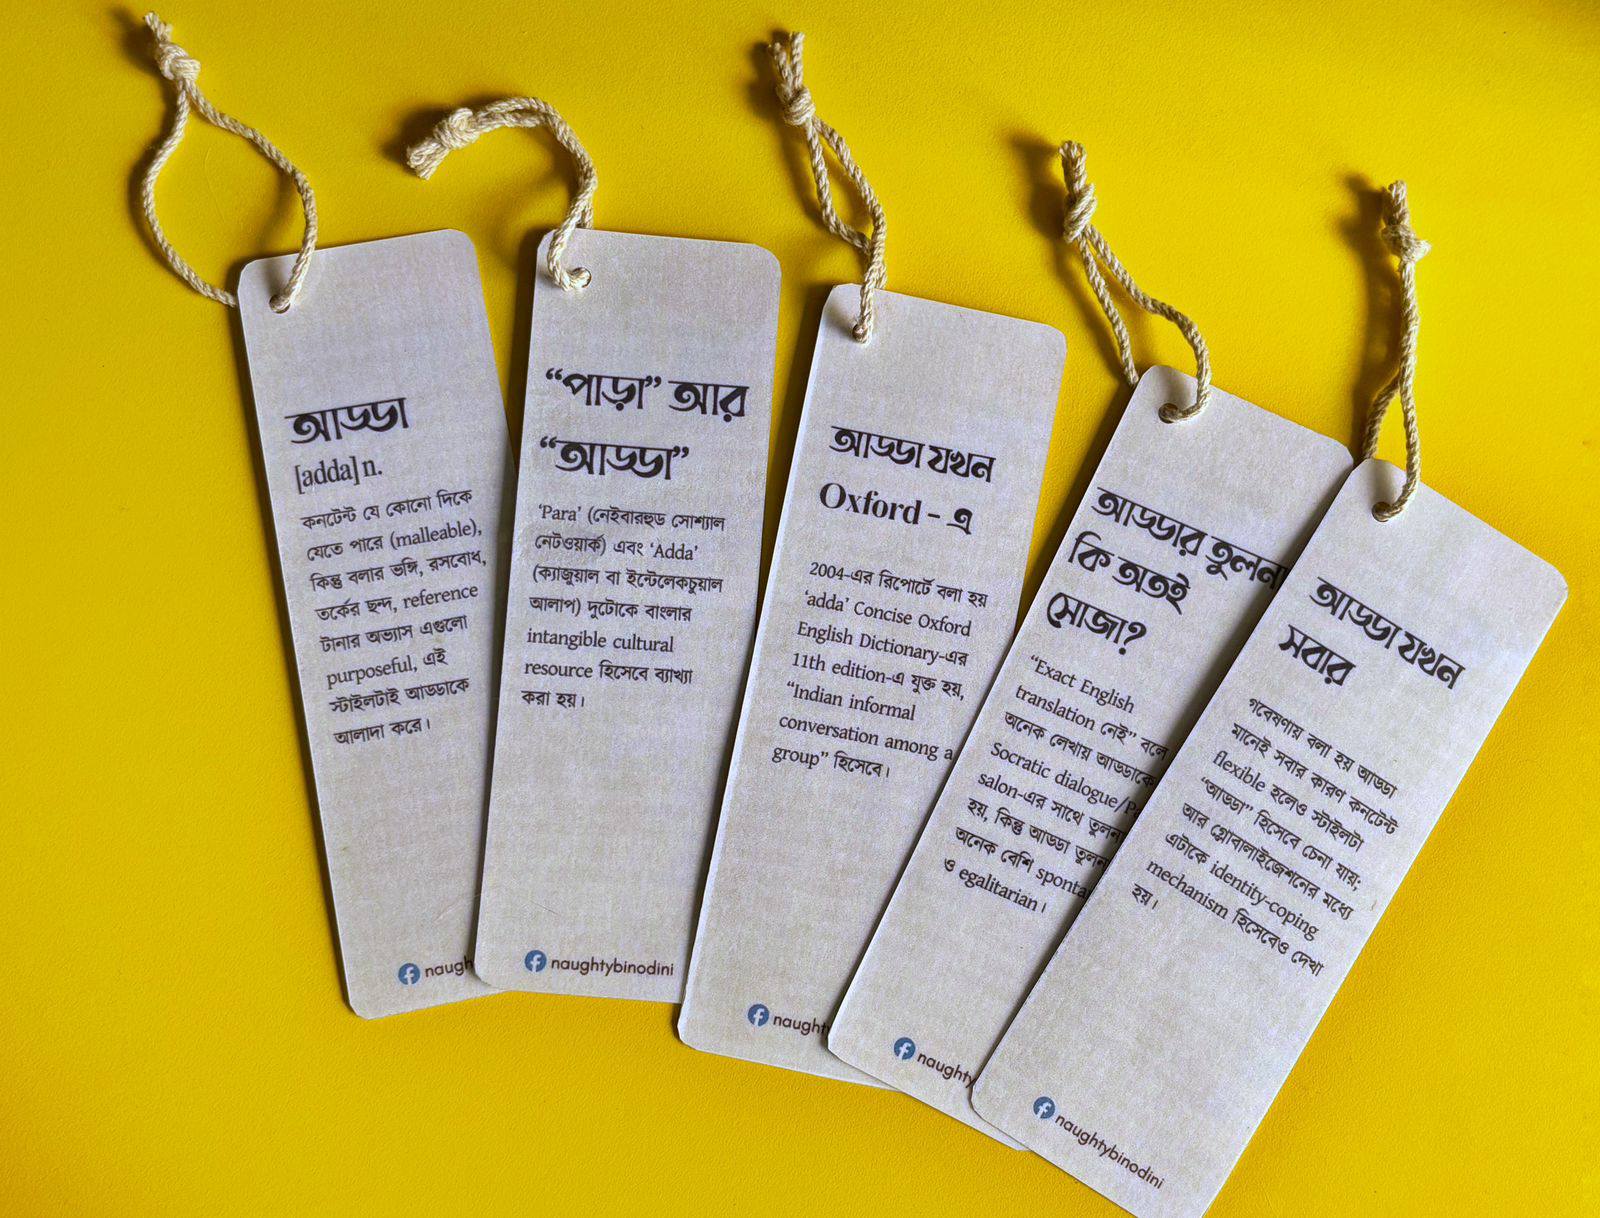 আড্ডা
[adda] n.
কনটেন্ট যে কোনো দিকে
যেতে পারে (malleable),
কিন্তু বলার ভঙ্গি, রসবোধ,
তর্কের ছন্দ, reference
টানার অভ্যাস এগুলো
purposeful, এই
স্টাইলটাই আড্ডাকে
আলাদা করে।
naugh
“পাড়া” আর
“আড্ডা”
‘Para’ (নেইবারহুড সোশ্যাল
নেটওয়ার্ক) এবং ‘Adda’
(ক্যাজুয়াল বা ইন্টেলেকচুয়াল
আলাপ) দুটোকে বাংলার
intangible cultural
resource হিসেবে ব্যাখ্যা
করা হয়।
naughtybinodini
আড্ডা যখন
Oxford - এ
2004-এর রিপোর্টে বলা হয়
‘adda’ Concise Oxford
English Dictionary-এর
11th edition-এ যুক্ত হয়,
“Indian informal
conversation among a
group” হিসেবে।
naught
আড্ডার তুলনা
কি অতই
সোজা?
“Exact English
translation নেই” বলে
অনেক লেখায় আড্ডাকে
Socratic dialogue/
salon-এর সাথে তুলনা
হয়, কিন্তু আড্ডা
অনেক বেশি
ও egalitarian।
naughty
আড্ডা যখন
সবার
গবেষণায় বলা হয় আড্ডা
মানেই সবার কারণ কনটেন্ট
flexible হলেও স্টাইলটা
“আড্ডা” হিসেবে চেনা যায়;
আর গ্লোবালাইজেশনের মধ্যে
এটাকে identity-coping
mechanism হিসেবেও দেখা
হয়।
naughtybinodini